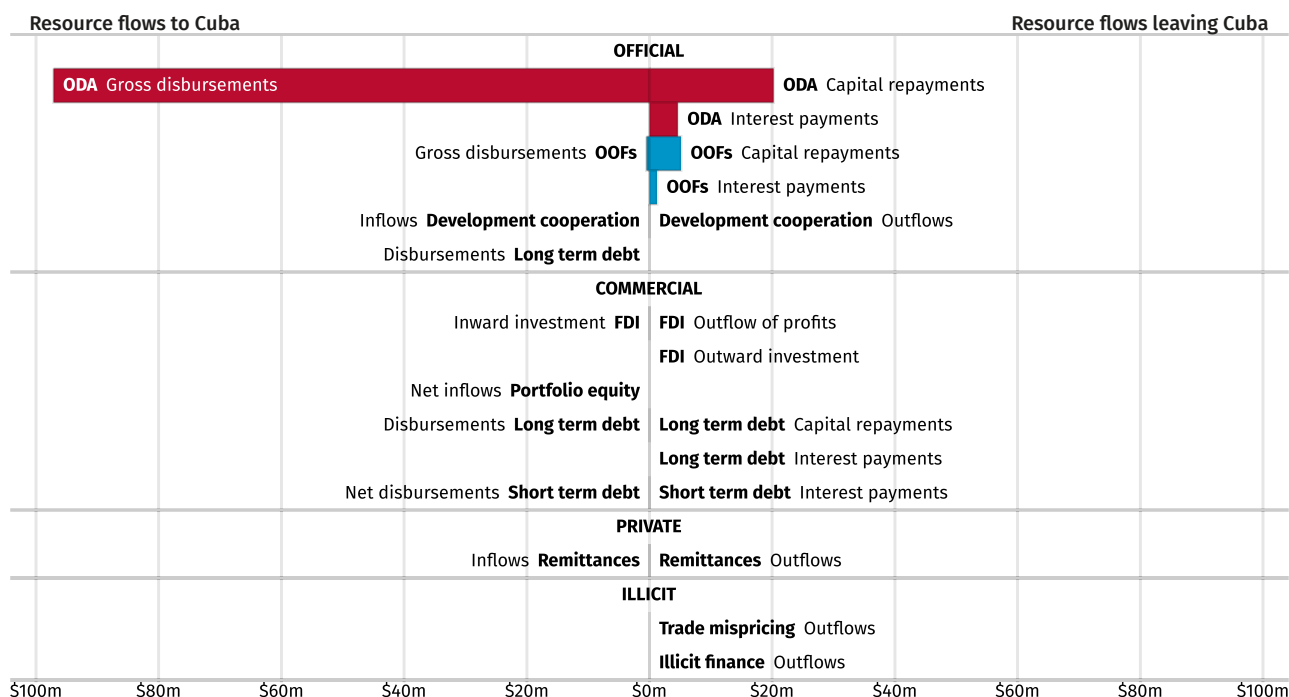 Resource flows to Cuba Resource flows leaving Cuba
OFFICIAL
ODA Gross disbursements ODA Capital repayments
ODA Interest payments
Gross disbursements OOFs OOFs Capital repayments
OOFs Interest payments
Inflows Development cooperation Development cooperation Outflows
Disbursements Long term debt
COMMERCIAL
Inward investment FDI FDI Outflow of profits
FDI Outward investment
Net inflows Portfolio equity
Disbursements Long term debt Long term debt Capital repayments
Long term debt Interest payments
Net disbursements Short term debt Short term debt Interest payments
PRIVATE
Inflows Remittances Remittances Outflows
ILLICIT
Trade mispricing Outflows
Illicit finance Outflows
$100m $80m $60m $40m $20m $0m $20m $40m $60m $80m $100m